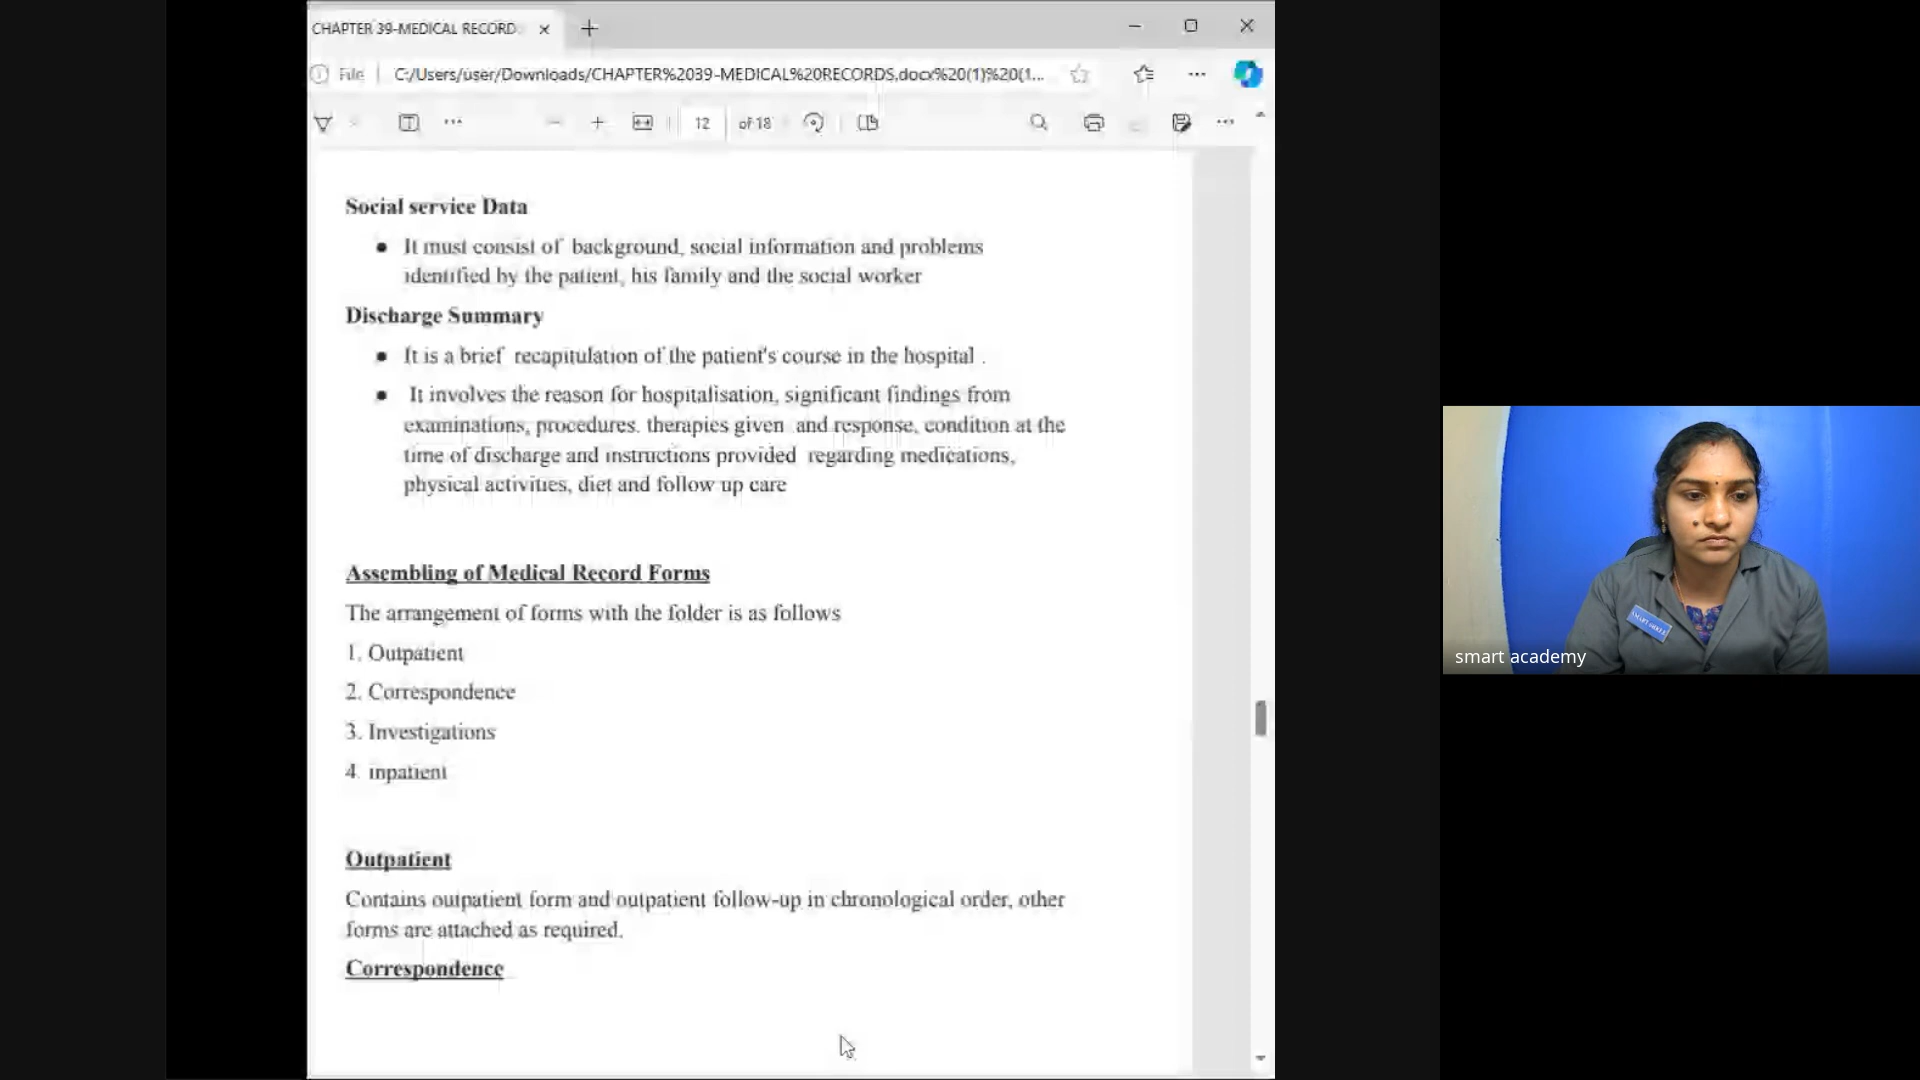 CHAPTER 39-MEDICAL RECORD
File
C:/Users/user/Downloads/CHAPTER%2039-MEDICAL%20RECORDS.docx%20(1)%20(1...
12 of 18
Social service Data
• It must consist of background, social information and problems
identified by the patient, his family and the social worker
Discharge Summary
• It is a brief recapitulation of the patient's course in the hospital .
• It involves the reason for hospitalisation, significant findings from
examinations, procedures. therapies given and response, condition at the
time of discharge and instructions provided regarding medications,
physical activities, diet and follow up care
Assembling of Medical Record Forms
The arrangement of forms with the folder is as follows
1. Outpatient
2. Correspondence
3. Investigations
4. inpatient
Outpatient
Contains outpatient form and outpatient follow-up in chronological order, other
forms are attached as required.
Correspondence
smart academy